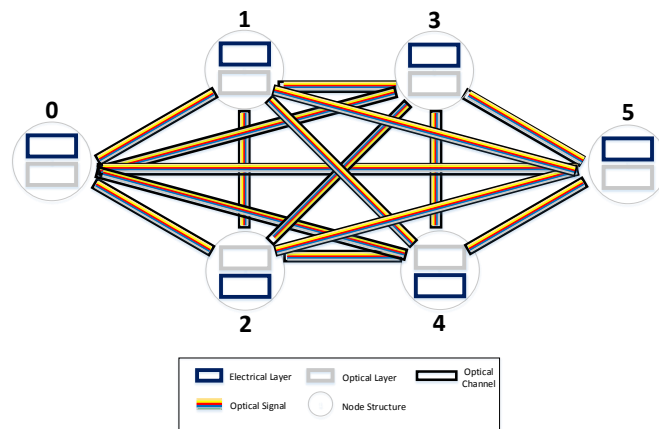 1
3
0
5
2
4
Electrical Layer
Optical Layer
Optical
Channel
Optical Signal
Node Structure